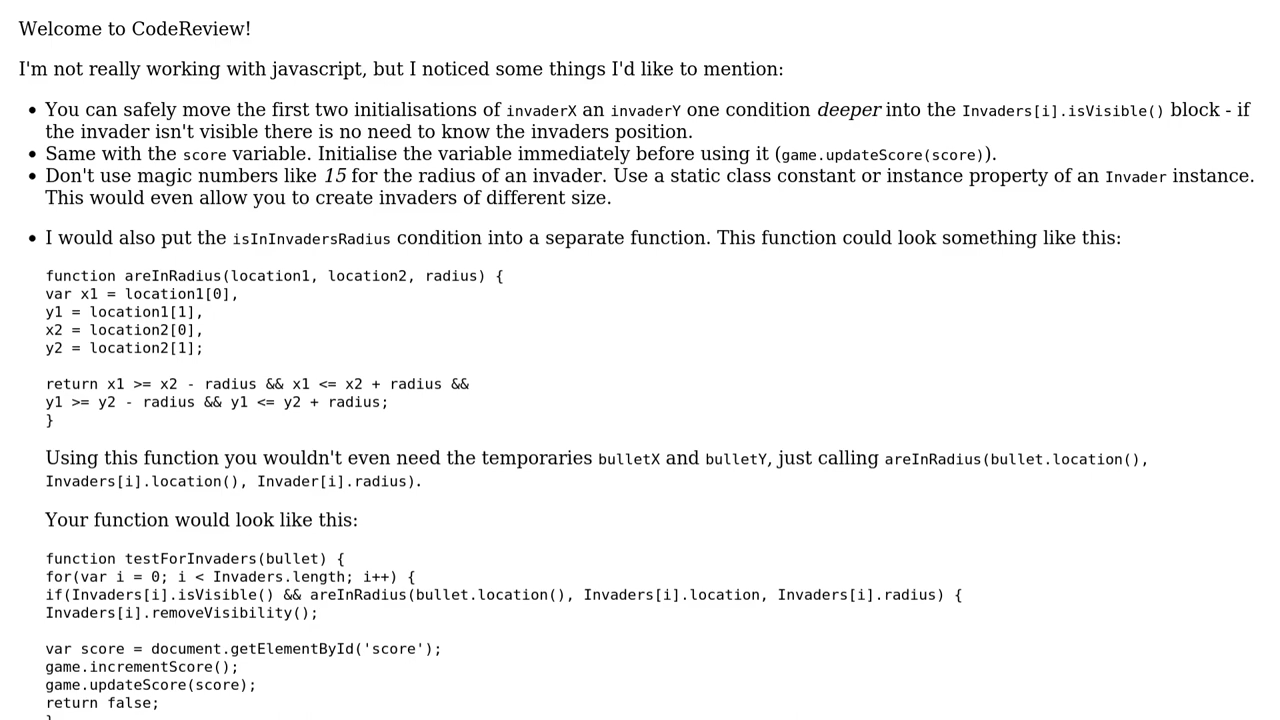 Welcome to CodeReview!
I'm not really working with javascript, but I noticed some things I'd like to mention:
• You can safely move the first two initialisations of invaderX an invaderY one condition deeper into the Invaders[i].isVisible() block - if
the invader isn't visible there is no need to know the invaders position.
• Same with the score variable. Initialise the variable immediately before using it (game.updateScore(score)).
• Don't use magic numbers like 15 for the radius of an invader. Use a static class constant or instance property of an Invader instance.
This would even allow you to create invaders of different size.
• I would also put the isInInvadersRadius condition into a separate function. This function could look something like this:
function areInRadius(location1, location2, radius) {
var x1 = location1[0],
y1 = location1[1],
x2 = location2[0],
y2 = location2[1];
return x1 >= x2 - radius && x1 <= x2 + radius &&
y1 >= y2 - radius && y1 <= y2 + radius;
}
Using this function you wouldn't even need the temporaries bulletX and bulletY, just calling areInRadius(bullet.location(),
Invaders[i].location(), Invader[i].radius).
Your function would look like this:
function testForInvaders(bullet) {
for(var i = 0; i < Invaders.length; i++) {
if(Invaders[i].isVisible() && areInRadius(bullet.location(), Invaders[i].location, Invaders[i].radius) {
Invaders[i].removeVisibility();
var score = document.getElementById('score');
game.incrementScore();
game.updateScore(score);
return false;
}